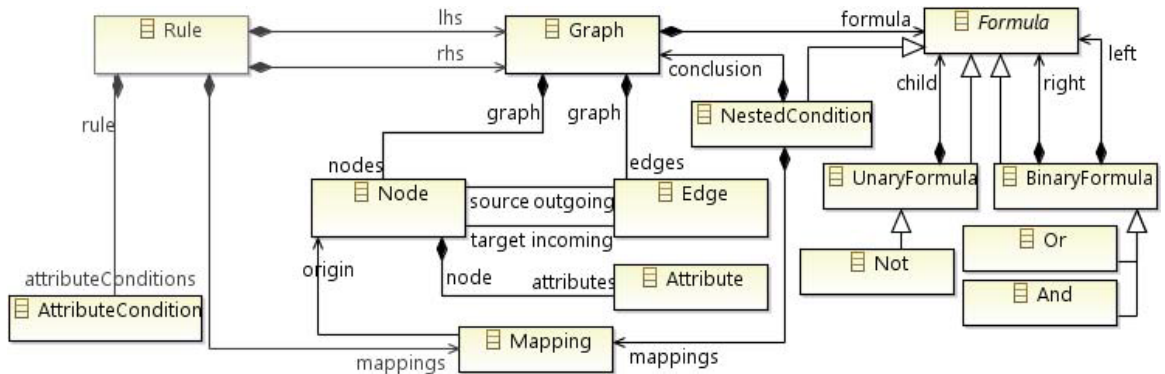 Rule
lhs
rhs
Graph
formula
Formula
conclusion
child
right
left
rule
graph
graph
NestedCondition
nodes
edges
UnaryFormula
BinaryFormula
Node
source outgoing
Edge
target incoming
origin
node
attributes
Attribute
Not
Or
And
attributeConditions
AttributeCondition
mappings
Mapping
mappings